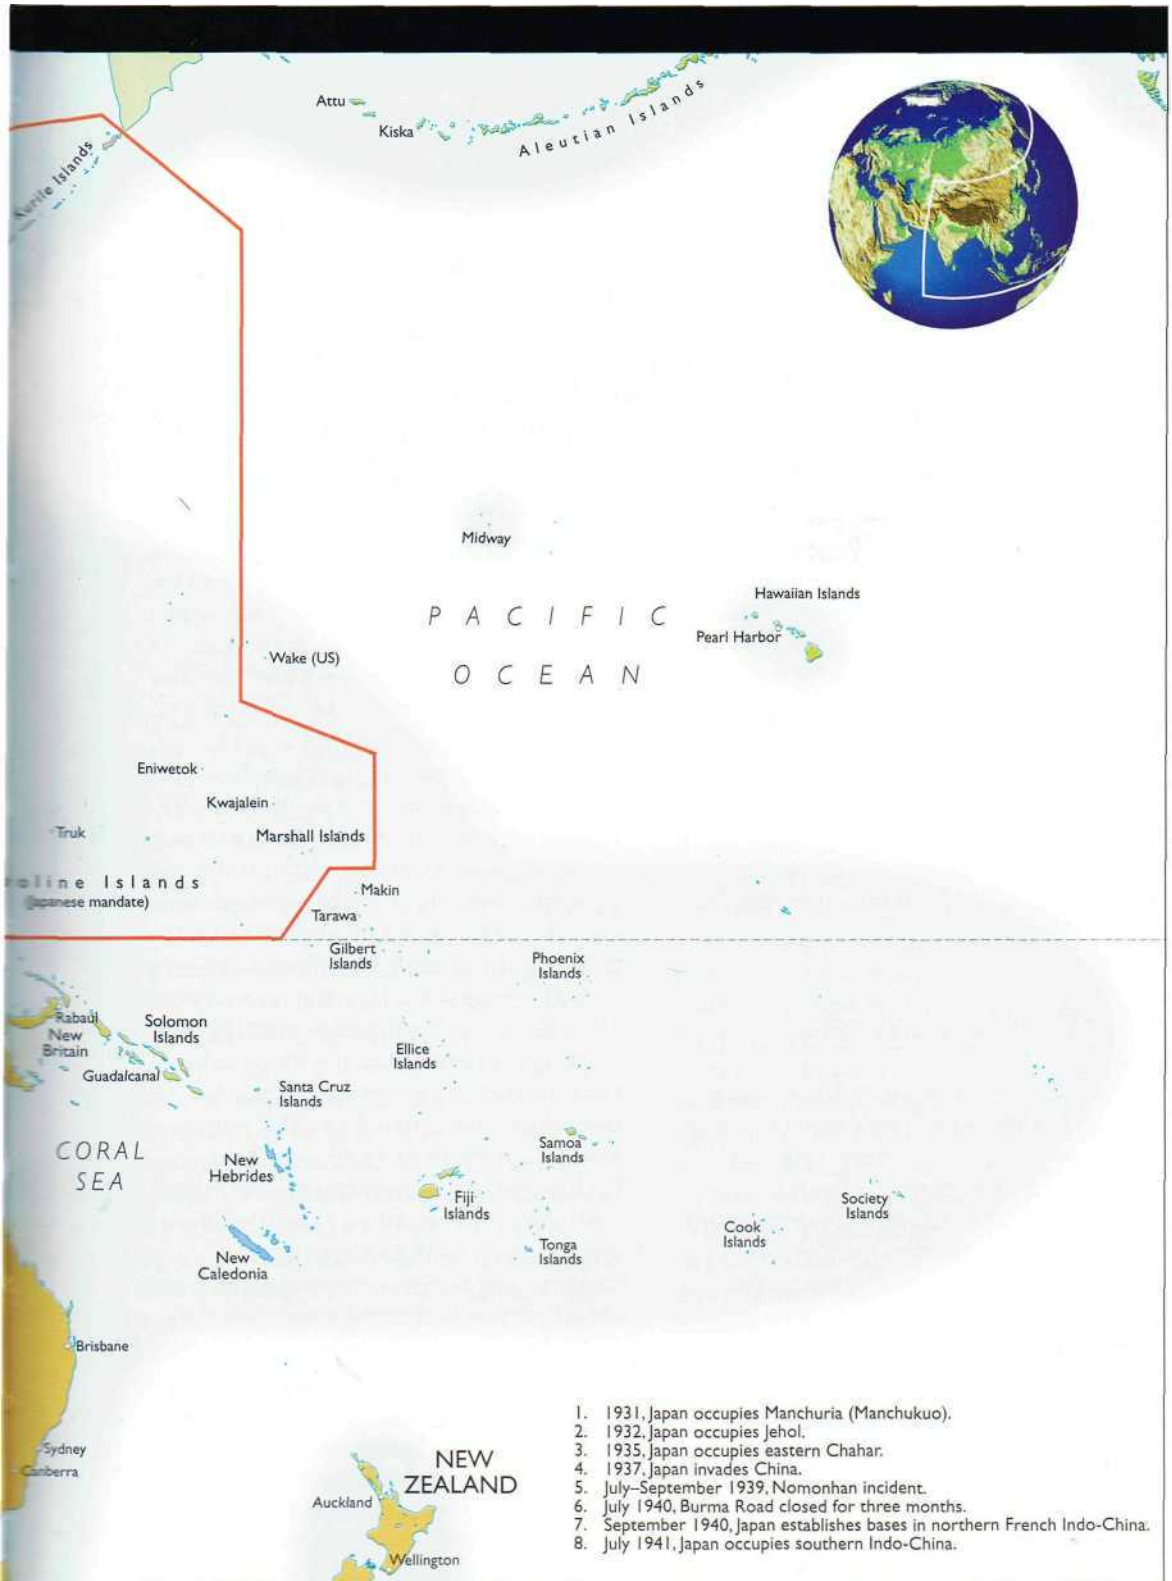 Attu
Kiska
Aleutian Islands
Kurile Islands
Midway
Hawaiian Islands
Pearl Harbor
PACIFIC
OCEAN
Wake (US)
Eniwetok
Kwajalein
Truk
Marshall Islands
roline Islands
(Japanese mandate)
Makin
Tarawa
Gilbert
Islands
Phoenix
Islands
Rabaul
New
Britain
Solomon
Islands
Guadalcanal
Ellice
Islands
Santa Cruz
Islands
CORAL
SEA
New
Hebrides
Samoa
Islands
Fiji
Islands
Society
Islands
Cook
Islands
Tonga
Islands
New
Caledonia
Brisbane
Sydney
Canberra
NEW
ZEALAND
Auckland
Wellington
1. 1931, Japan occupies Manchuria (Manchukuo).
2. 1932, Japan occupies Jehol.
3. 1935, Japan occupies eastern Chahar.
4. 1937, Japan invades China.
5. July–September 1939, Nomonhan incident.
6. July 1940, Burma Road closed for three months.
7. September 1940, Japan establishes bases in northern French Indo-China.
8. July 1941, Japan occupies southern Indo-China.